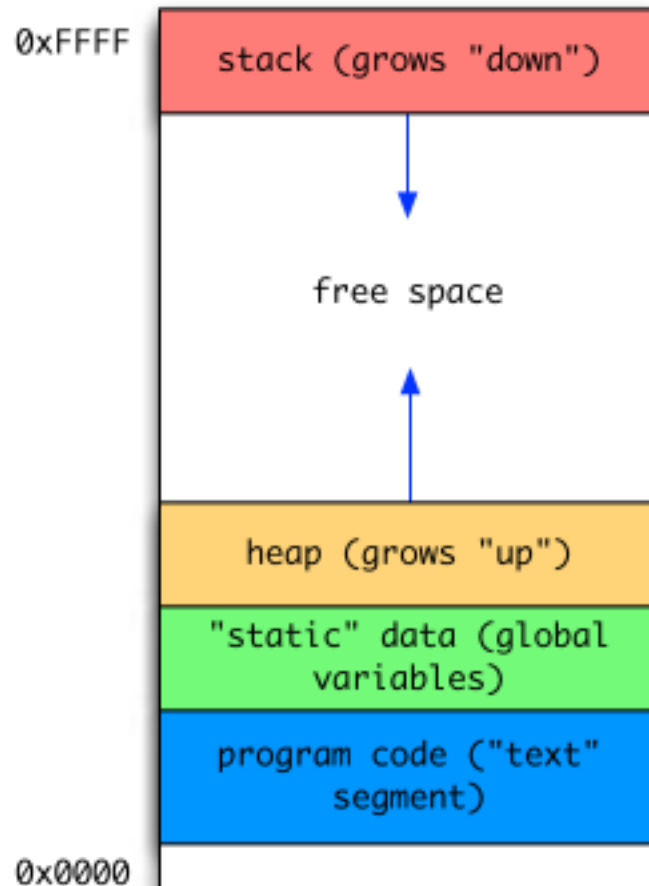 0xFFFF
stack (grows "down")
free space
heap (grows "up")
"static" data (global
variables)
program code ("text"
segment)
0x0000